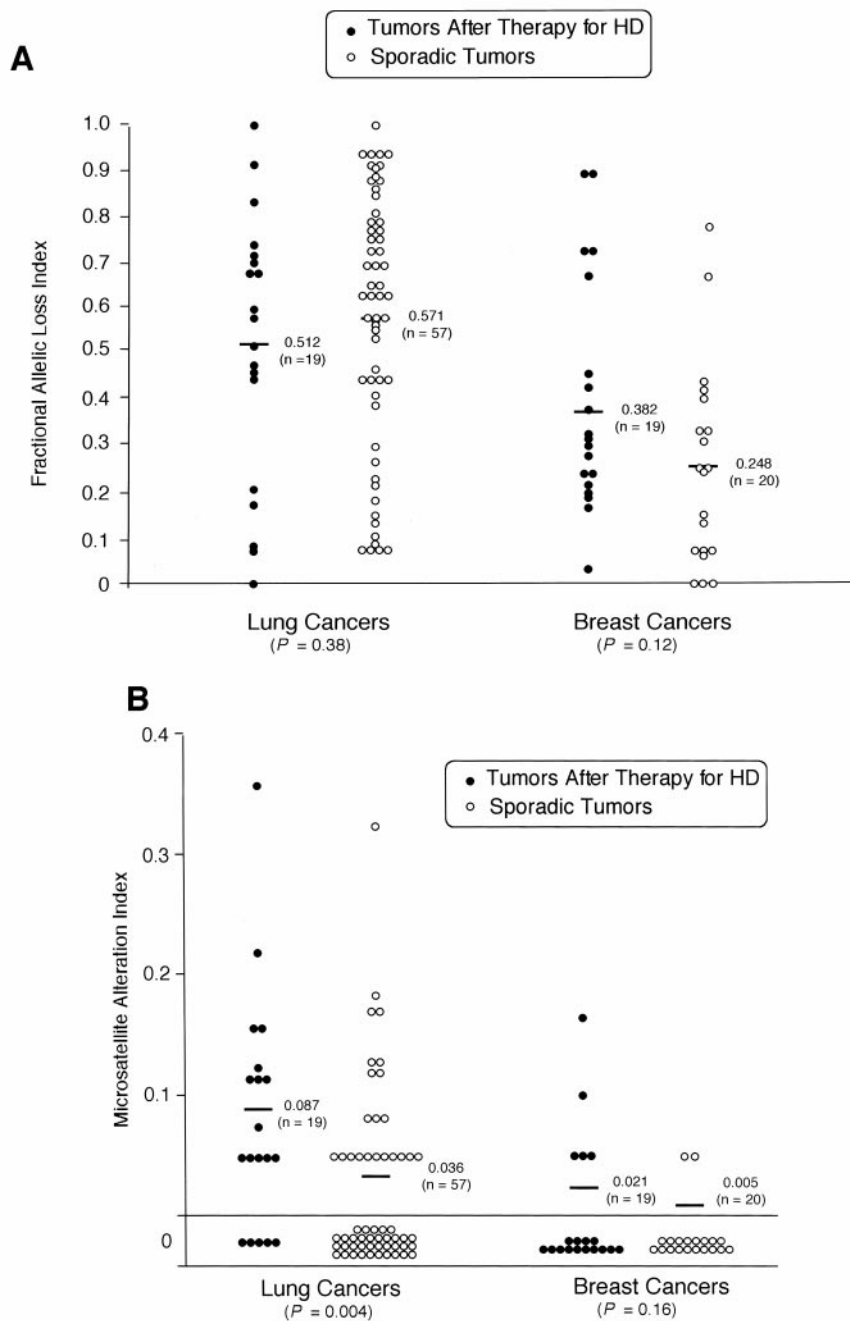 A
● Tumors After Therapy for HD
○ Sporadic Tumors
Fractional Allelic Loss Index
1.0
0.9
0.8
0.7
0.6
0.5
0.4
0.3
0.2
0.1
0
0.512
(n =19)
0.571
(n = 57)
0.382
(n = 19)
0.248
(n = 20)
Lung Cancers
(P = 0.38)
Breast Cancers
(P = 0.12)
B
● Tumors After Therapy for HD
○ Sporadic Tumors
Microsatellite Alteration Index
0.4
0.3
0.2
0.1
0
0.087
(n = 19)
0.036
(n = 57)
0.021
(n = 19)
0.005
(n = 20)
Lung Cancers
(P = 0.004)
Breast Cancers
(P = 0.16)